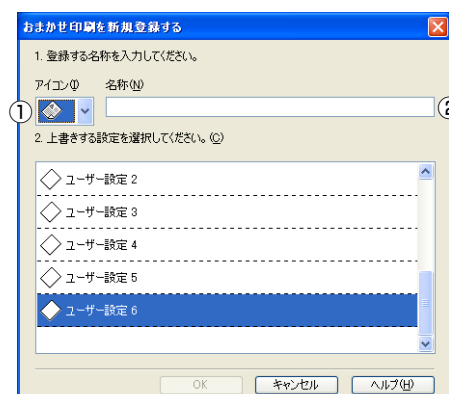 おまかせ印刷を新規登録する
1. 登録する名称を入力してください。
アイコン(I) 名称(N)
① ②
2. 上書きする設定を選択してください。(C)
ユーザー設定 2
ユーザー設定 3
ユーザー設定 4
ユーザー設定 5
ユーザー設定 6
OK キャンセル ヘルプ(H)